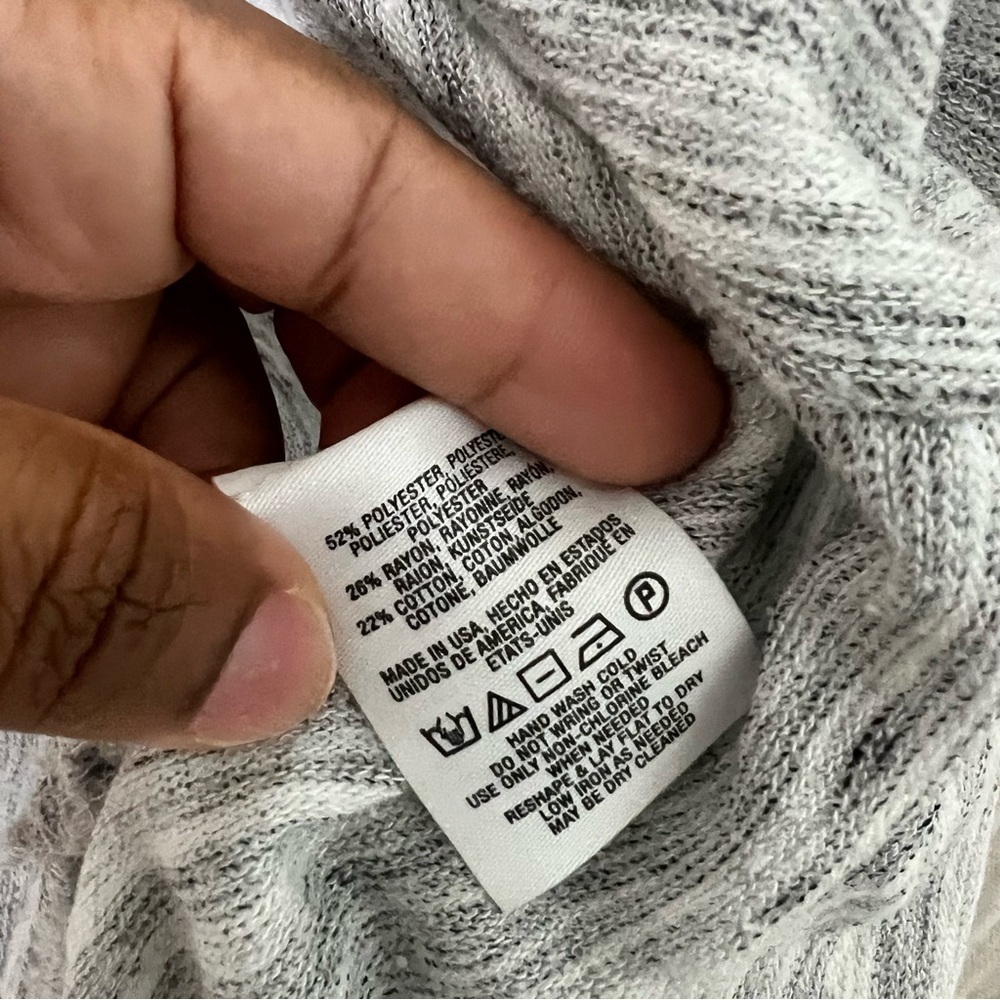 52% POLYESTER, POLYESTE
POLIESTER, POLIESTERE,
POLYESTER
26% RAYON, RAYONNE, RAYON,
RAION, KUNSTSEIDE
22% COTTON, COTON, ALGODON,
COTONE, BAUMWOLLE
MADE IN USA, HECHO EN ESTADOS
UNIDOS DE AMERICA, FABRIQUE EN
ETATS-UNIS
P
HAND WASH COLD
DO NOT WRING OR TWIST
USE ONLY NON-CHLORINE BLEACH
WHEN NEEDED
RESHAPE & LAY FLAT TO DRY
LOW IRON AS NEEDED
MAY BE DRY CLEANED